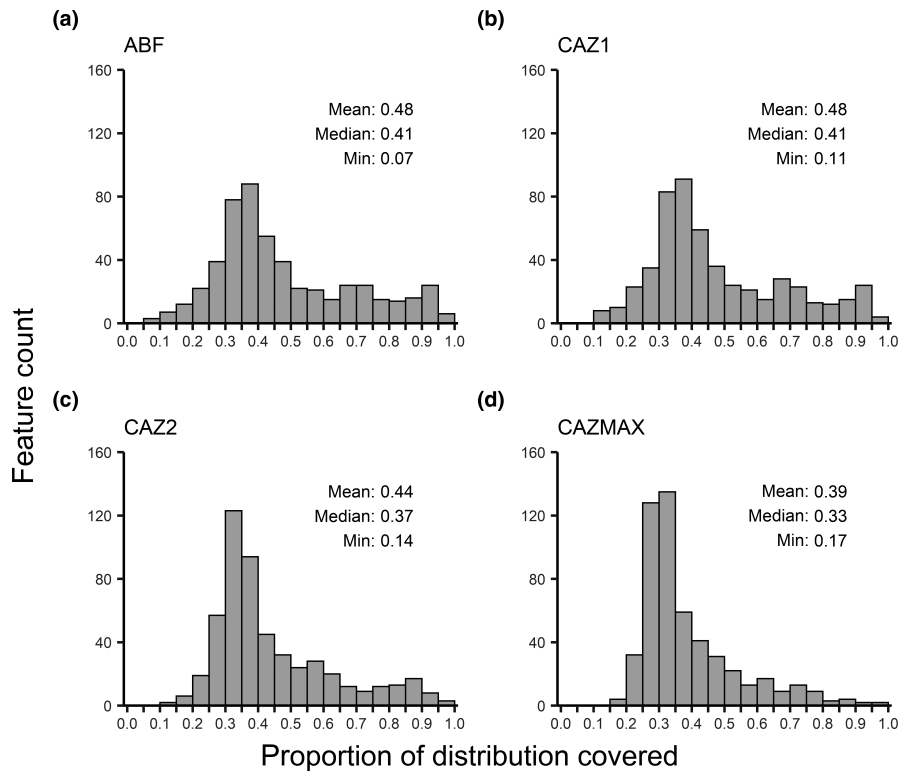 (a)
ABF
160
120
80
40
0
Mean: 0.48
Median: 0.41
Min: 0.07
0.0 0.1 0.2 0.3 0.4 0.5 0.6 0.7 0.8 0.9 1.0
(b)
CAZ1
160
120
80
40
0
Mean: 0.48
Median: 0.41
Min: 0.11
0.0 0.1 0.2 0.3 0.4 0.5 0.6 0.7 0.8 0.9 1.0
Feature count
(c)
CAZ2
160
120
80
40
0
Mean: 0.44
Median: 0.37
Min: 0.14
0.0 0.1 0.2 0.3 0.4 0.5 0.6 0.7 0.8 0.9 1.0
(d)
CAZMAX
160
120
80
40
0
Mean: 0.39
Median: 0.33
Min: 0.17
0.0 0.1 0.2 0.3 0.4 0.5 0.6 0.7 0.8 0.9 1.0
Proportion of distribution covered